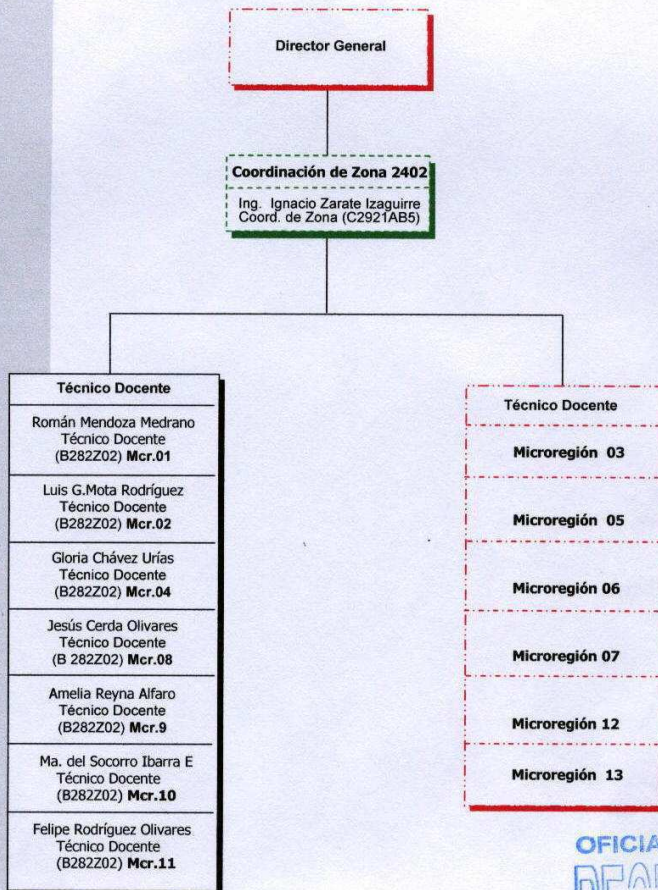 Director General
Coordinación de Zona 2402
Ing. Ignacio Zarate Izaguirre
Coord. de Zona (C2921AB5)
Técnico Docente
Román Mendoza Medrano
Técnico Docente
(B282Z02) Mcr.01
Luis G.Mota Rodríguez
Técnico Docente
(B282Z02) Mcr.02
Gloria Chávez Urías
Técnico Docente
(B282Z02) Mcr.04
Jesús Cerda Olivares
Técnico Docente
(B 282Z02) Mcr.08
Amelia Reyna Alfaro
Técnico Docente
(B282Z02) Mcr.9
Ma. del Socorro Ibarra E
Técnico Docente
(B282Z02) Mcr.10
Felipe Rodríguez Olivares
Técnico Docente
(B282Z02) Mcr.11
Técnico Docente
Microregión 03
Microregión 05
Microregión 06
Microregión 07
Microregión 12
Microregión 13